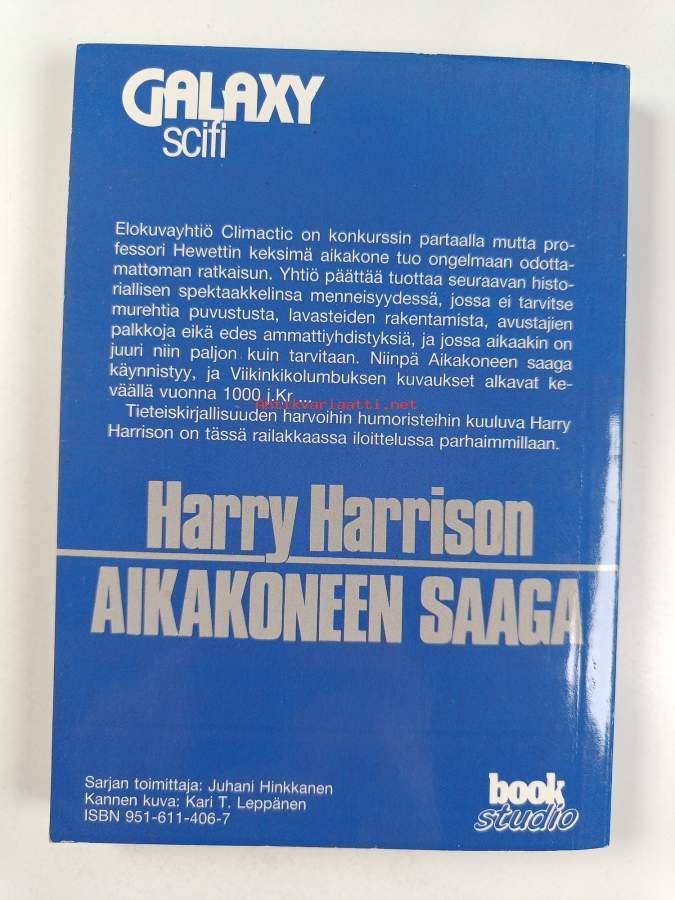 GALAXY
scifi
Elokuvayhtiö Climactic on konkurssin partaalla mutta pro-
fessori Hewettin keksimä aikakone tuo ongelmaan odotta-
mattoman ratkaisun. Yhtiö päättää tuottaa seuraavan histo-
riallisen spektaakkelinsa menneisyydessä, jossa ei tarvitse
murehtia puvustusta, lavasteiden rakentamista, avustajien
palkkoja eikä edes ammattiyhdistyksiä, ja jossa aikaakin on
juuri niin paljon kuin tarvitaan. Niinpä Aikakoneen saaga
käynnistyy, ja Viikinkikolumbuksen kuvaukset alkavat ke-
väällä vuonna 1000 j.Kr ...
Antikvariaatti.net
Tieteiskirjallisuuden harvoihin humoristeihin kuuluva Harry
Harrison on tässä railakkaassa iloittelussa parhaimmillaan.
Harry Harrison
AIKAKONEEN SAAGA
Sarjan toimittaja: Juhani Hinkkanen
Kannen kuva: Kari T. Leppänen
ISBN 951-611-406-7
book
studio